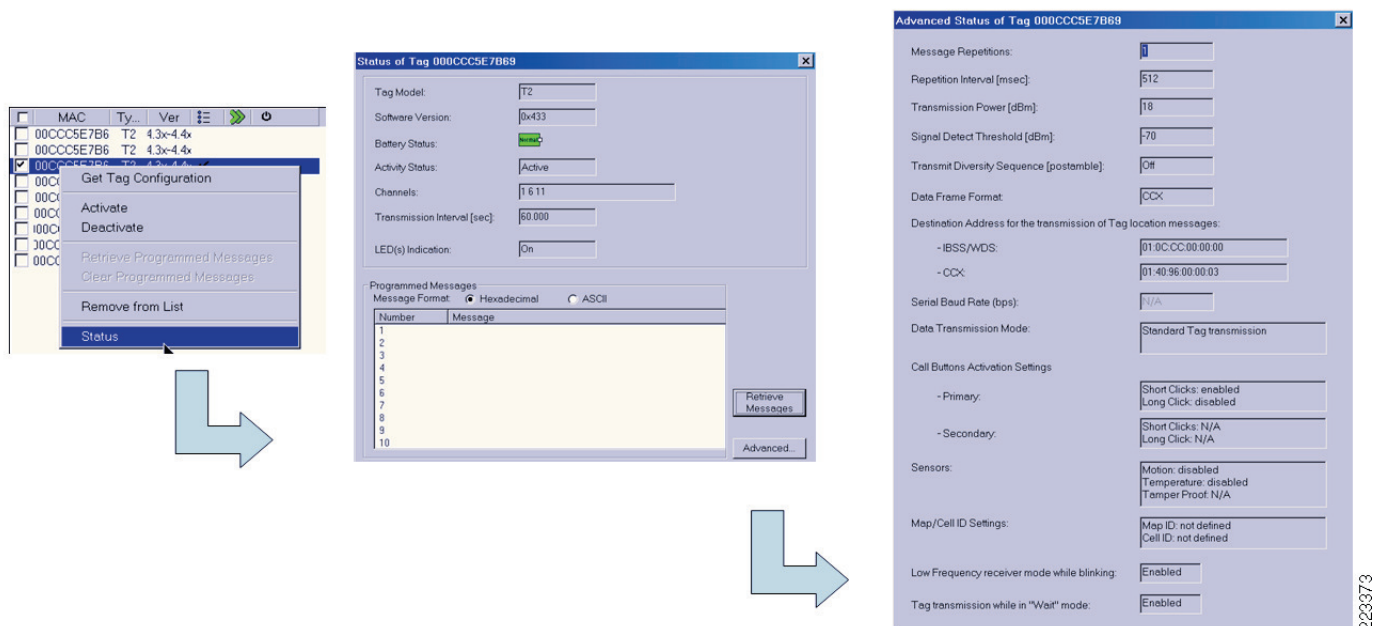 MAC Ty... Ver
00CCC5E7B6 T2 4.3x-4.4x
00CCC5E7B6 T2 4.3x-4.4x
00CCC5E7B6 T2 4.3x-4.4x
Get Tag Configuration
Activate
Deactivate
Retrieve Programmed Messages
Clear Programmed Messages
Remove from List
Status
Status of Tag 000CCC5E7B69
Tag Model: T2
Software Version: 0x433
Battery Status: Normal
Activity Status: Active
Channels: 1 6 11
Transmission Interval [sec]: 60.000
LED(s) Indication: On
Programmed Messages
Message Format: Hexadecimal ASCII
Number Message
1
2
3
4
5
6
7
8
9
10
Retrieve
Messages
Advanced...
Advanced Status of Tag 000CCC5E7B69
Message Repetitions: 1
Repetition Interval [msec]: 512
Transmission Power [dBm]: 18
Signal Detect Threshold [dBm]: -70
Transmit Diversity Sequence [postamble]: Off
Data Frame Format: CCX
Destination Address for the transmission of Tag location messages:
- IBSS/WDS: 01:0C:CC:00:00:00
- CCX: 01:40:96:00:00:03
Serial Baud Rate (bps): N/A
Data Transmission Mode: Standard Tag transmission
Call Buttons Activation Settings
- Primary: Short Clicks: enabled
Long Click: disabled
- Secondary: Short Clicks: N/A
Long Click: N/A
Sensors: Motion: disabled
Temperature: disabled
Tamper Proof: N/A
Map/Cell ID Settings: Map ID: not defined
Cell ID: not defined
Low Frequency receiver mode while blinking: Enabled
Tag transmission while in "Wait" mode: Enabled
223373